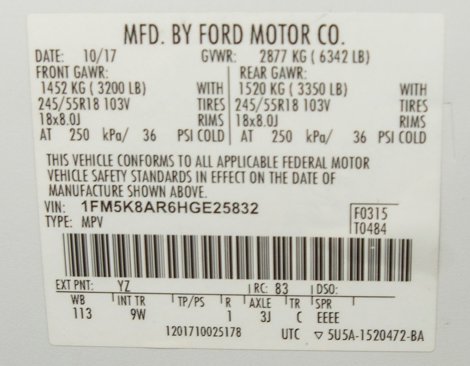 MFD. BY FORD MOTOR CO.
DATE: 10/17 GVWR: 2877 KG ( 6342 LB)
FRONT GAWR: REAR GAWR:
1452 KG ( 3200 LB) WITH 1520 KG ( 3350 LB) WITH
245/55R18 103V TIRES 245/55R18 103V TIRES
18x8.0J RIMS 18x8.0J RIMS
AT 250 kPa/ 36 PSI COLD AT 250 kPa/ 36 PSI COLD
THIS VEHICLE CONFORMS TO ALL APPLICABLE FEDERAL MOTOR
VEHICLE SAFETY STANDARDS IN EFFECT ON THE DATE OF
MANUFACTURE SHOWN ABOVE.
VIN: 1FM5K8AR6HGE25832 F0315
TYPE: MPV T0484
EXT PNT: YZ RC: 83 DSO:
WB INT TR TP/PS R AXLE TR SPR
113 9W 1 3J C EEEE
1201710025178 UTC ▽ 5U5A-1520472-BA